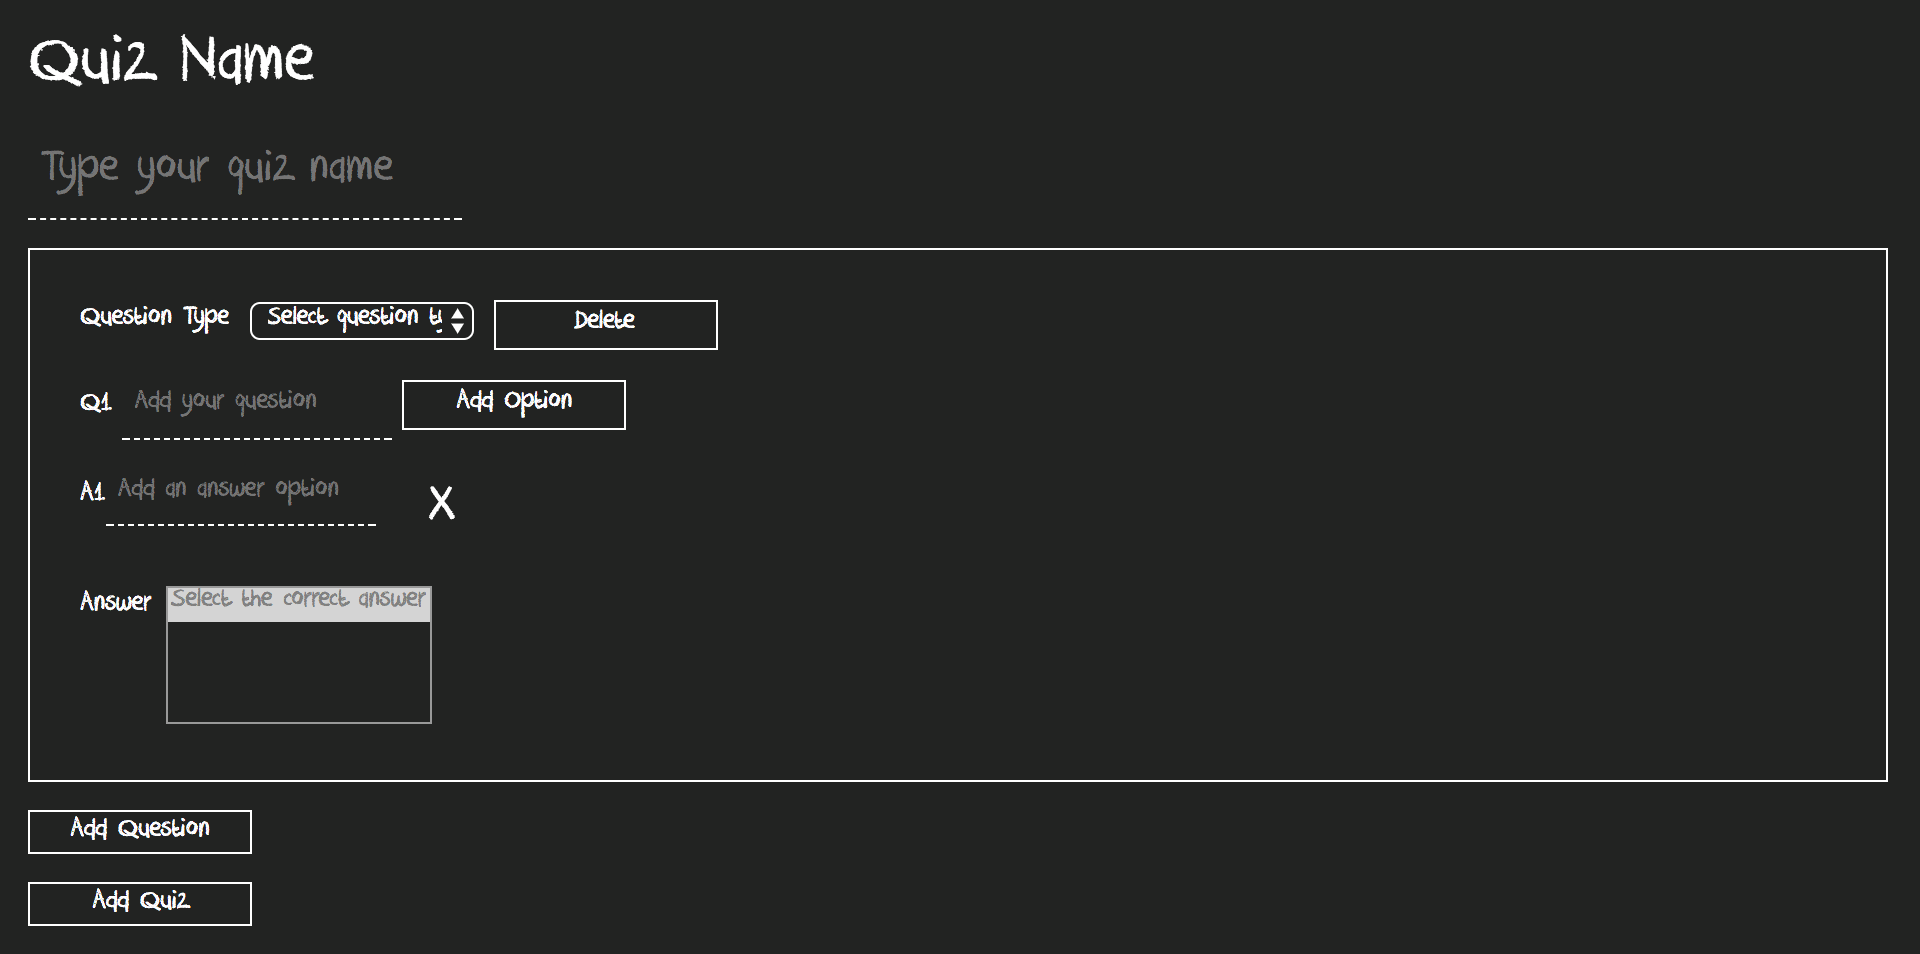 Quiz Name
Type your quiz name
Question Type Select question ty Delete
Q1. Add your question Add Option
A1. Add an answer option X
Answer Select the correct answer
Add Question
Add Quiz